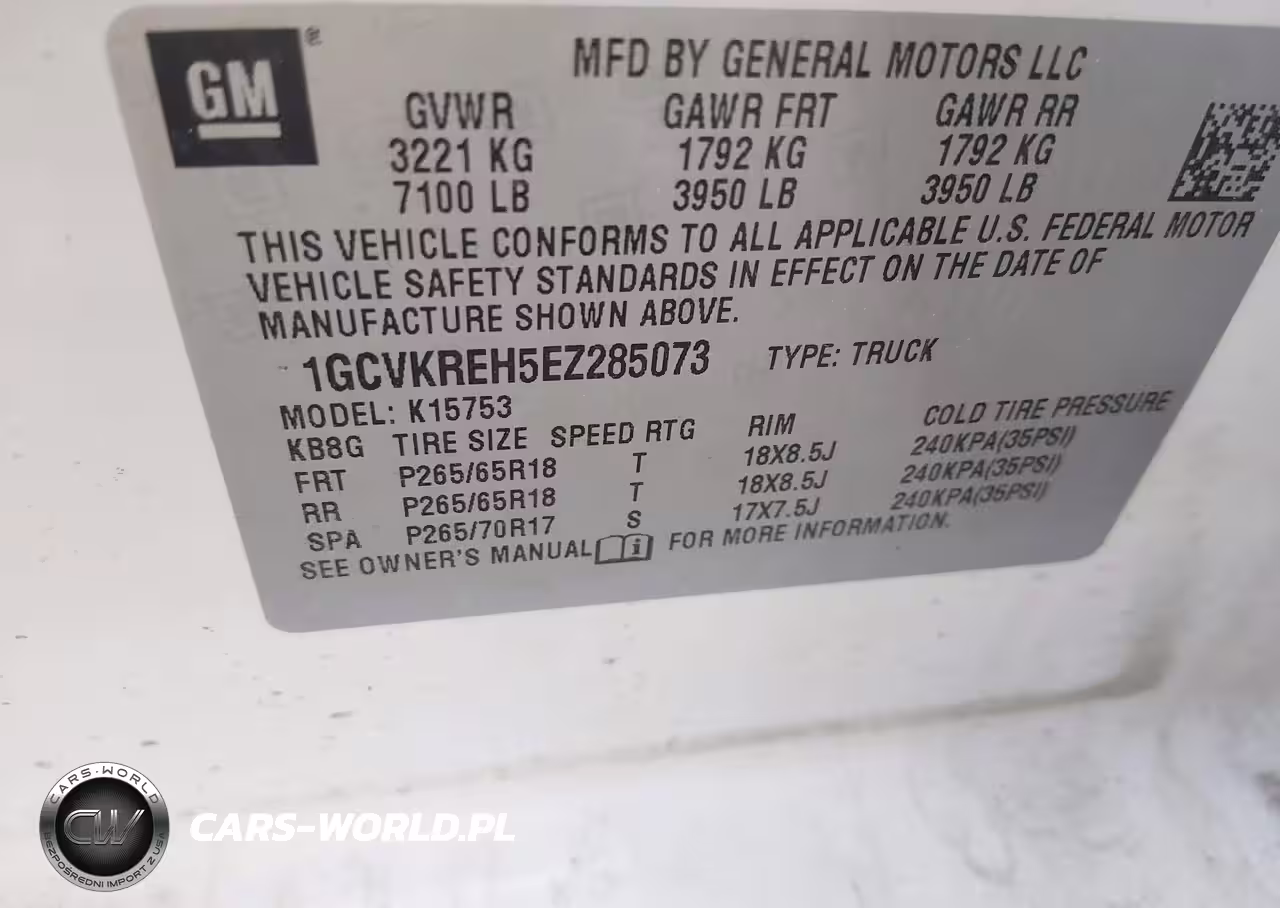 GM ®
MFD BY GENERAL MOTORS LLC
GVWR GAWR FRT GAWR RR
3221 KG 1792 KG 1792 KG
7100 LB 3950 LB 3950 LB
THIS VEHICLE CONFORMS TO ALL APPLICABLE U.S. FEDERAL MOTOR
VEHICLE SAFETY STANDARDS IN EFFECT ON THE DATE OF
MANUFACTURE SHOWN ABOVE.
1GCVKREH5EZ285073 TYPE: TRUCK
MODEL: K15753
KB8G TIRE SIZE SPEED RTG RIM COLD TIRE PRESSURE
FRT P265/65R18 T 18X8.5J 240KPA(35PSI)
RR P265/65R18 T 18X8.5J 240KPA(35PSI)
SPA P265/70R17 S 17X7.5J 240KPA(35PSI)
SEE OWNER'S MANUAL i FOR MORE INFORMATION.
CARS-WORLD
CW
BEZPOŚREDNI IMPORT Z USA
CARS-WORLD.PL